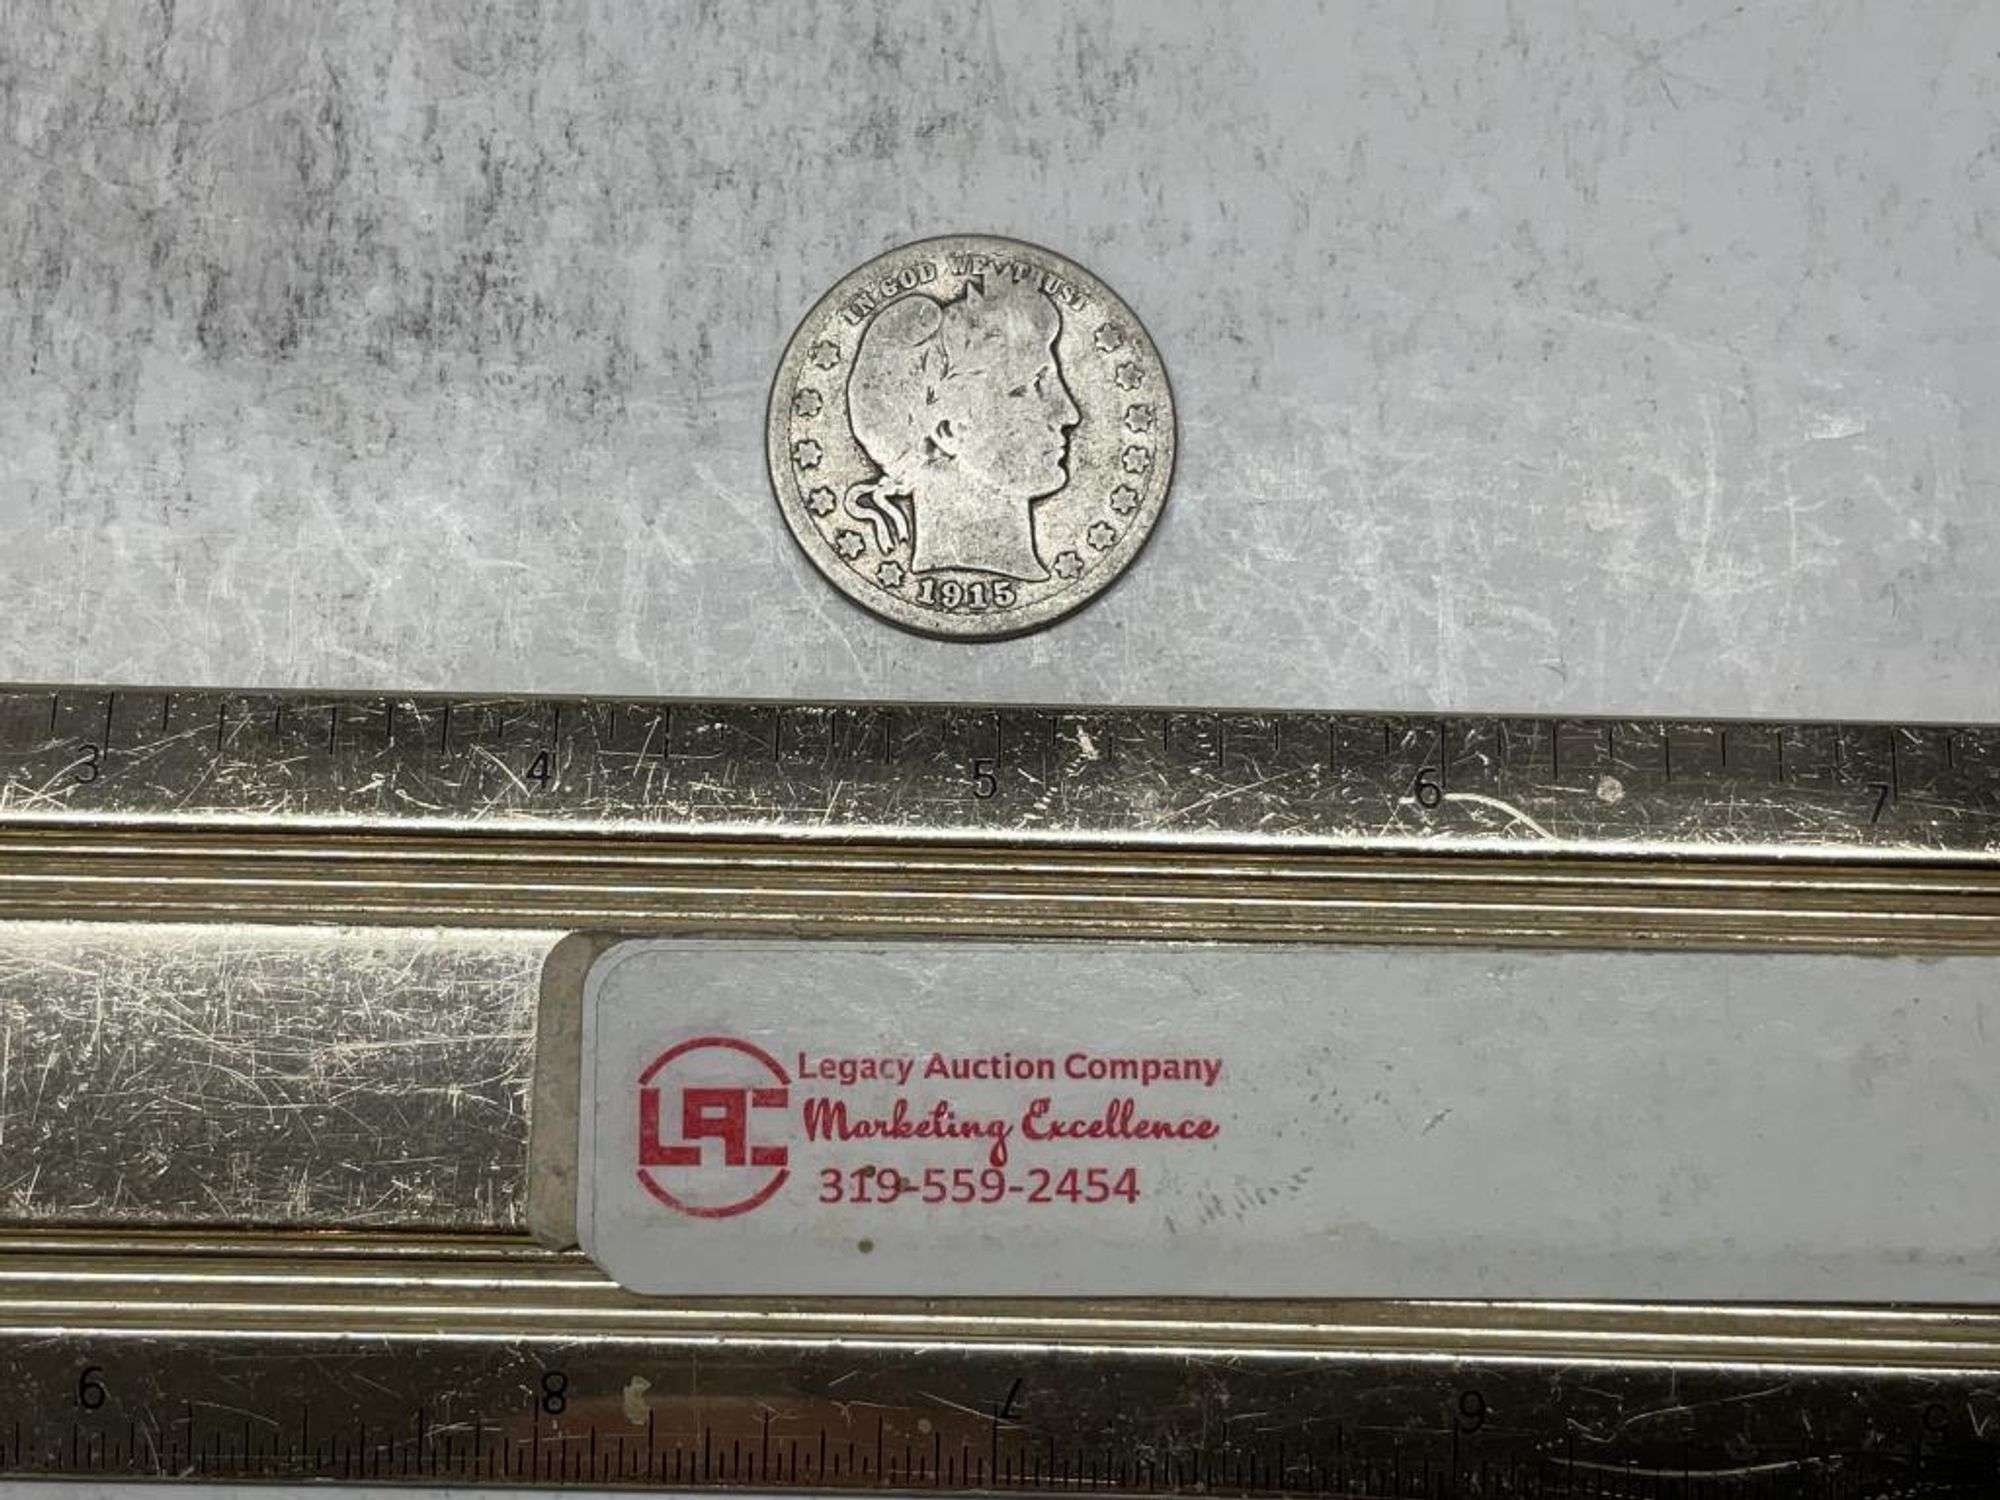 IN GOD WE TRUST
1915
3 4 5 6 7
LAC
Legacy Auction Company
Marketing Excellence
319-559-2454
9 8 7 6 5